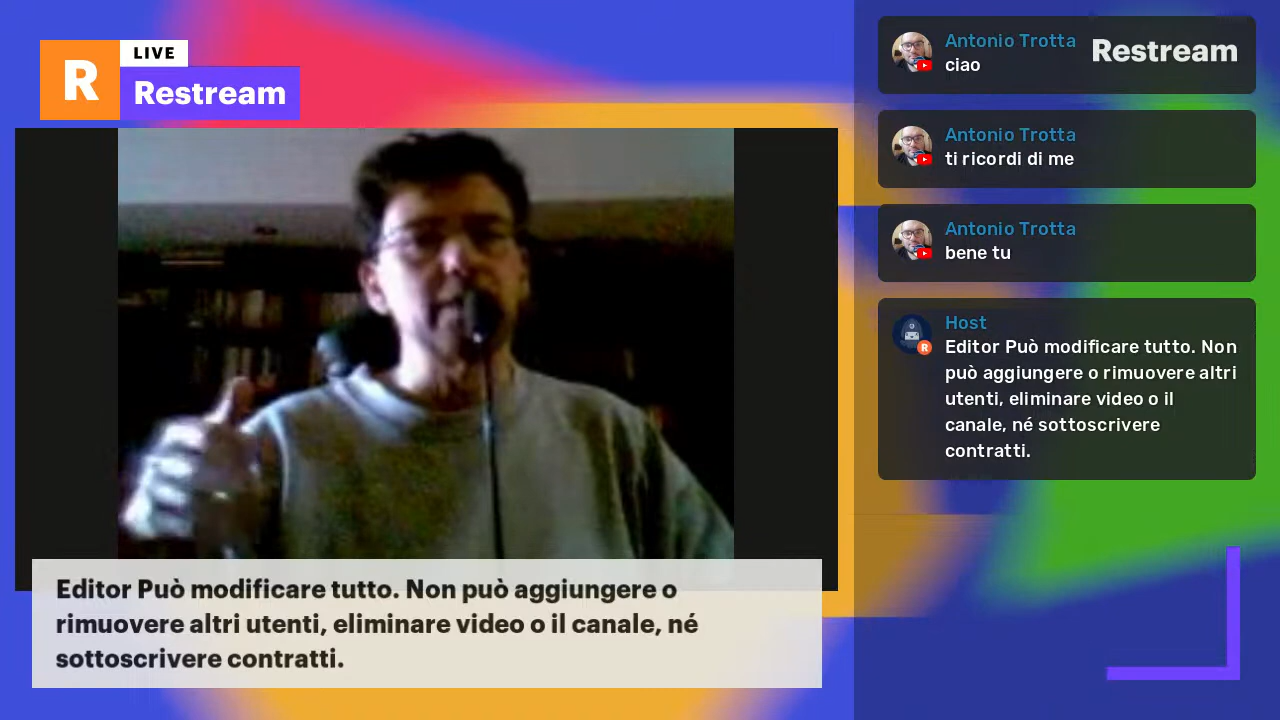 R
LIVE
Restream
Antonio Trotta
ciao
Restream
Antonio Trotta
ti ricordi di me
Antonio Trotta
bene tu
Host
R
Editor Può modificare tutto. Non
può aggiungere o rimuovere altri
utenti, eliminare video o il
canale, né sottoscrivere
contratti.
Editor Può modificare tutto. Non può aggiungere o
rimuovere altri utenti, eliminare video o il canale, né
sottoscrivere contratti.